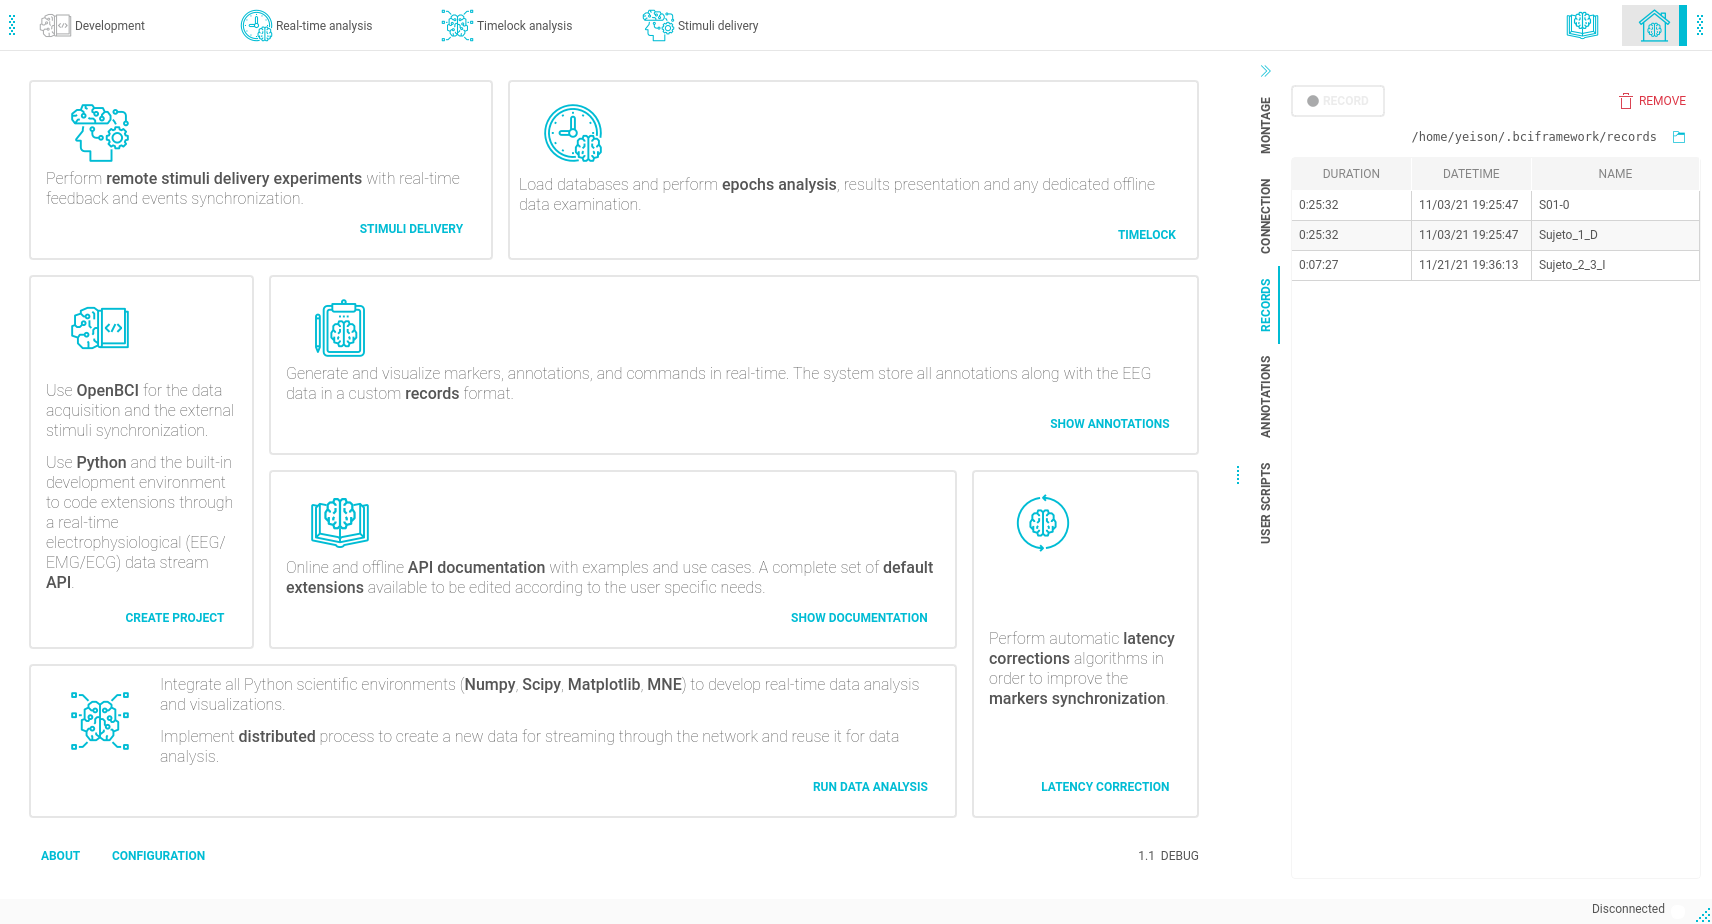 Development
Real-time analysis
Timelock analysis
Stimuli delivery
Perform remote stimuli delivery experiments with real-time
feedback and events synchronization.
STIMULI DELIVERY
Load databases and perform epochs analysis, results presentation and any dedicated offline
data examination.
TIMELOCK
Use OpenBCI for the data
acquisition and the external
stimuli synchronization.
Use Python and the built-in
development environment
to code extensions through
a real-time
electrophysiological (EEG/
EMG/ECG) data stream
API.
CREATE PROJECT
Generate and visualize markers, annotations, and commands in real-time. The system store all annotations along with the EEG
data in a custom records format.
SHOW ANNOTATIONS
Online and offline API documentation with examples and use cases. A complete set of default
extensions available to be edited according to the user specific needs.
SHOW DOCUMENTATION
Perform automatic latency
corrections algorithms in
order to improve the
markers synchronization.
LATENCY CORRECTION
Integrate all Python scientific environments (Numpy, Scipy, Matplotlib, MNE) to develop real-time data analysis
and visualizations.
Implement distributed process to create a new data for streaming through the network and reuse it for data
analysis.
RUN DATA ANALYSIS
ABOUT
CONFIGURATION
1.1 DEBUG
MONTAGE
CONNECTION
RECORDS
ANNOTATIONS
USER SCRIPTS
RECORD
REMOVE
/home/yeison/.bciframework/records
DURATION DATETIME NAME
0:25:32 11/03/21 19:25:47 S01-0
0:25:32 11/03/21 19:25:47 Sujeto_1_D
0:07:27 11/21/21 19:36:13 Sujeto_2_3_I
Disconnected